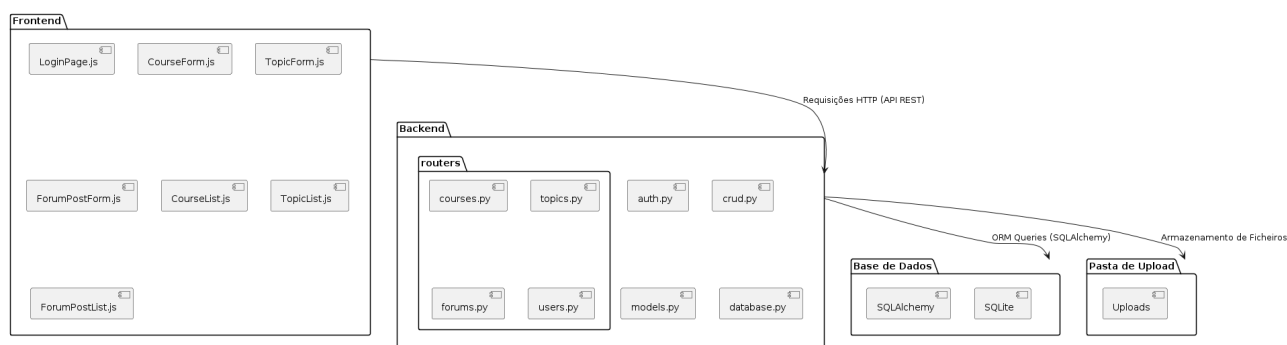 Frontend
LoginPage.js
CourseForm.js
TopicForm.js
ForumPostForm.js
CourseList.js
TopicList.js
ForumPostList.js
Requisições HTTP (API REST)
Backend
routers
courses.py
topics.py
auth.py
crud.py
forums.py
users.py
models.py
database.py
ORM Queries (SQLAlchemy)
Armazenamento de Ficheiros
Base de Dados
SQLAlchemy
SQLite
Pasta de Upload
Uploads